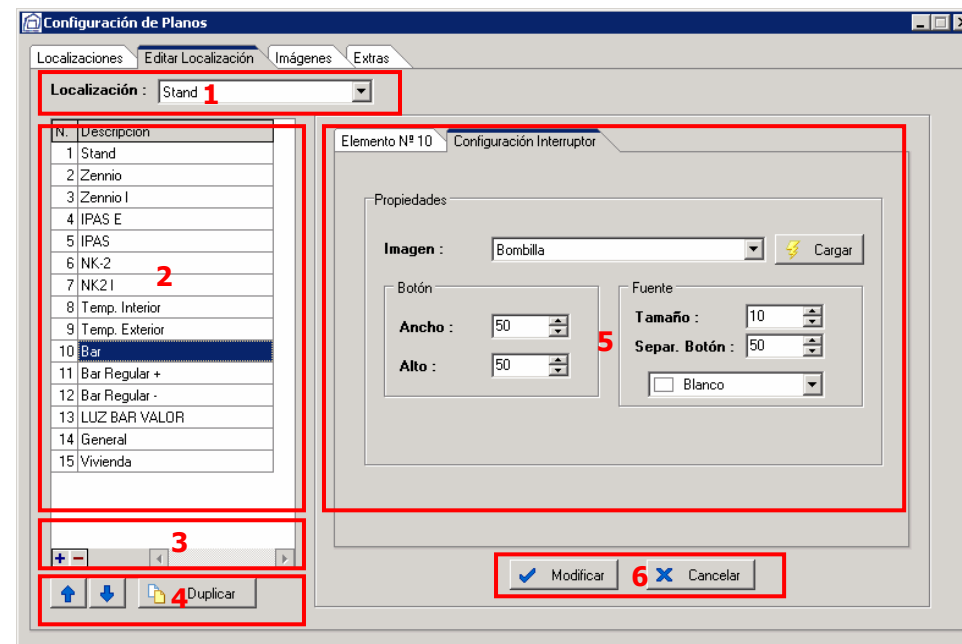 Configuración de Planos
Localizaciones Editar Localización Imágenes Extras
Localización : Stand 1
N. Descripción
1 Stand
2 Zennio
3 Zennio I
4 IPAS E
5 IPAS
6 NK-2
7 NK2 I
8 Temp. Interior
9 Temp. Exterior
10 Bar
11 Bar Regular +
12 Bar Regular -
13 LUZ BAR VALOR
14 General
15 Vivienda
2
3
+ -
4 Duplicar
Elemento Nº 10 Configuración Interruptor
Propiedades
Imagen : Bombilla Cargar
Botón
Ancho : 50
Alto : 50
Fuente
Tamaño : 10
Separ. Botón : 50
Blanco
5
Modificar 6 Cancelar